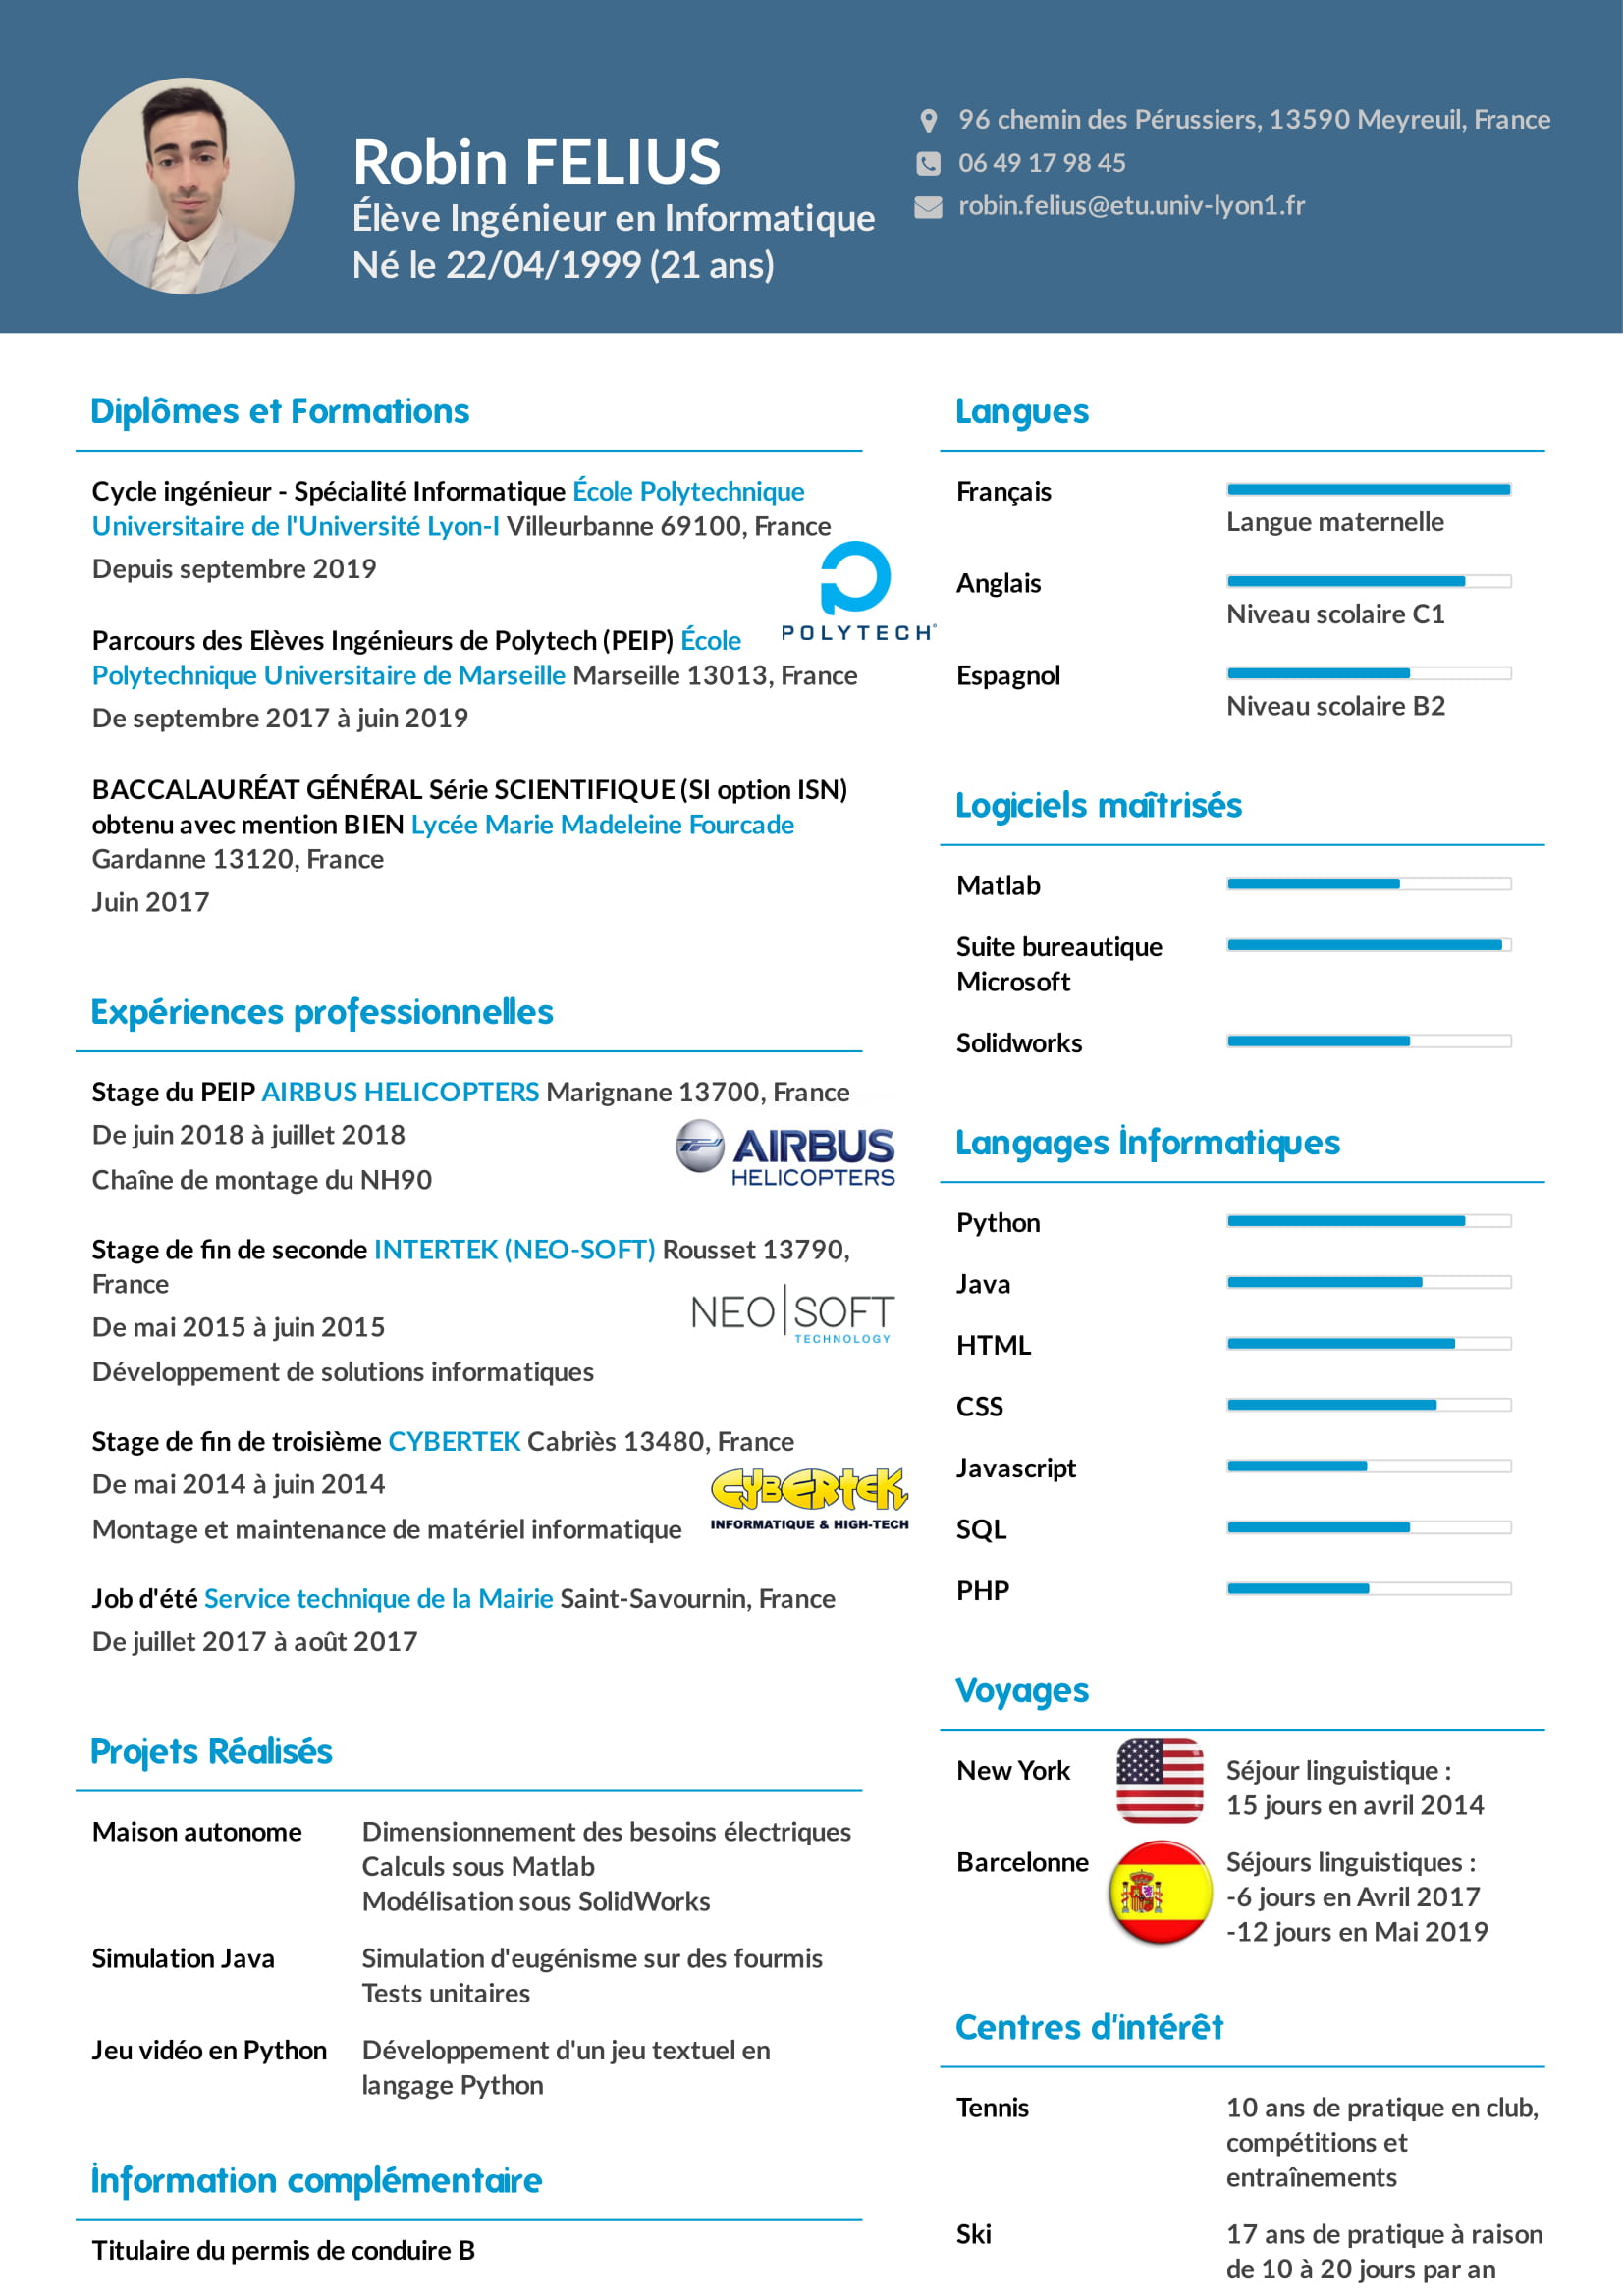 Robin FELIUS
Élève Ingénieur en Informatique
Né le 22/04/1999 (21 ans)
96 chemin des Pérussiers, 13590 Meyreuil, France
06 49 17 98 45
robin.felius@etu.univ-lyon1.fr
Diplômes et Formations
Cycle ingénieur - Spécialité Informatique École Polytechnique
Universitaire de l'Université Lyon-I Villeurbanne 69100, France
Depuis septembre 2019
POLYTECH®
Parcours des Elèves Ingénieurs de Polytech (PEIP) École
Polytechnique Universitaire de Marseille Marseille 13013, France
De septembre 2017 à juin 2019
BACCALAURÉAT GÉNÉRAL Série SCIENTIFIQUE (SI option ISN)
obtenu avec mention BIEN Lycée Marie Madeleine Fourcade
Gardanne 13120, France
Juin 2017
Expériences professionnelles
Stage du PEIP AIRBUS HELICOPTERS Marignane 13700, France
De juin 2018 à juillet 2018
Chaîne de montage du NH90
AIRBUS
HELICOPTERS
Stage de fin de seconde INTERTEK (NEO-SOFT) Rousset 13790,
France
De mai 2015 à juin 2015
Développement de solutions informatiques
NEO|SOFT
TECHNOLOGY
Stage de fin de troisième CYBERTEK Cabriès 13480, France
De mai 2014 à juin 2014
Montage et maintenance de matériel informatique
CYBERTEK
INFORMATIQUE & HIGH-TECH
Job d'été Service technique de la Mairie Saint-Savournin, France
De juillet 2017 à août 2017
Projets Réalisés
Maison autonome
Dimensionnement des besoins électriques
Calculs sous Matlab
Modélisation sous SolidWorks
Simulation Java
Simulation d'eugénisme sur des fourmis
Tests unitaires
Jeu vidéo en Python
Développement d'un jeu textuel en
langage Python
Information complémentaire
Titulaire du permis de conduire B
Langues
Français
Langue maternelle
Anglais
Niveau scolaire C1
Espagnol
Niveau scolaire B2
Logiciels maîtrisés
Matlab
Suite bureautique
Microsoft
Solidworks
Langages Informatiques
Python
Java
HTML
CSS
Javascript
SQL
PHP
Voyages
New York
Séjour linguistique :
15 jours en avril 2014
Barcelonne
Séjours linguistiques :
-6 jours en Avril 2017
-12 jours en Mai 2019
Centres d'intérêt
Tennis
10 ans de pratique en club,
compétitions et
entraînements
Ski
17 ans de pratique à raison
de 10 à 20 jours par an